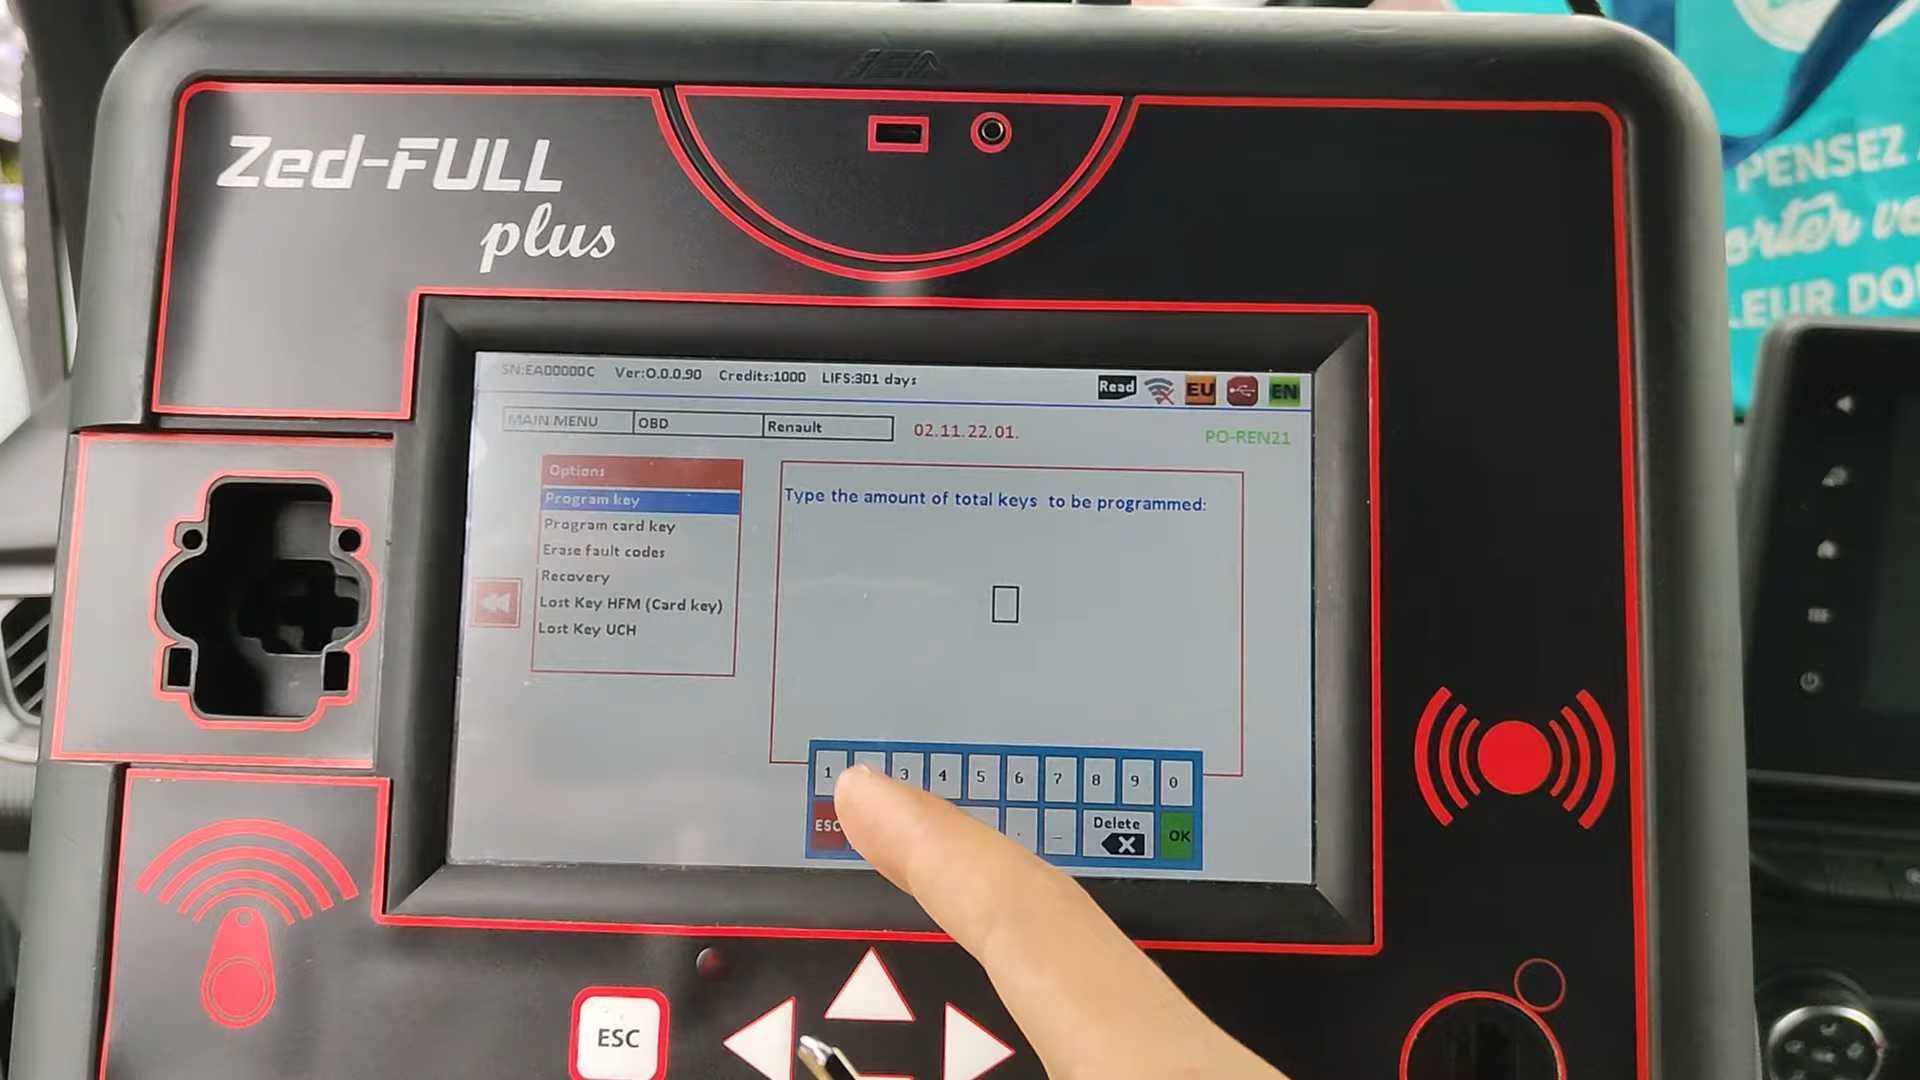 IEA
Zed-FULL
plus
SN:EA00000C Ver:0.0.0.90 Credits:1000 LIFS:301 days
Read EU EN
MAIN MENU OBD Renault 02.11.22.01. PO-REN21
Options
Program key
Program card key
Erase fault codes
Recovery
Lost Key HFM (Card key)
Lost Key UCH
Type the amount of total keys to be programmed:
1 3 4 5 6 7 8 9 0
ESC . _ Delete OK
ESC
PENSEZ
LEUR